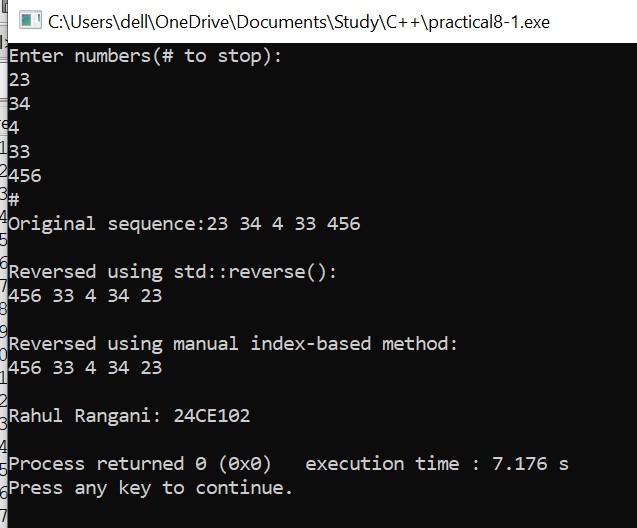 C:\Users\dell\OneDrive\Documents\Study\C++\practical8-1.exe
Enter numbers(# to stop):
23
34
4
33
456
#
Original sequence:23 34 4 33 456
Reversed using std::reverse():
456 33 4 34 23
Reversed using manual index-based method:
456 33 4 34 23
Rahul Rangani: 24CE102
Process returned 0 (0x0)   execution time : 7.176 s
Press any key to continue.